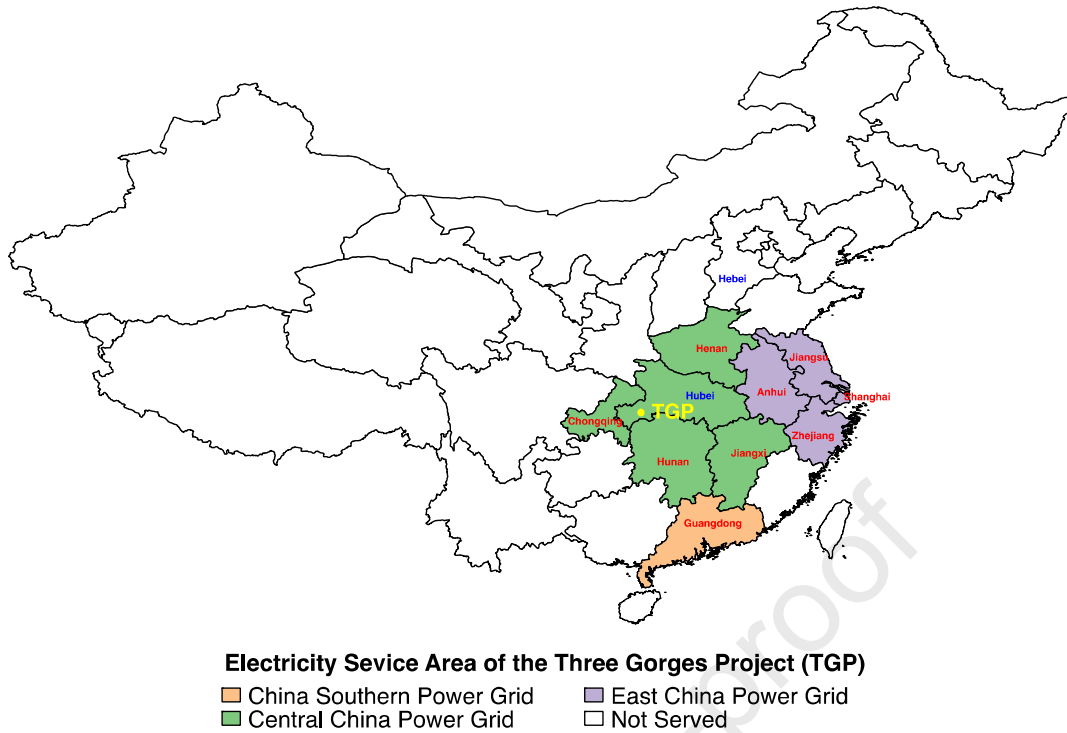 Hebei
Henan
Jiangsu
Anhui
Shanghai
Hubei
TGP
Chongqing
Zhejiang
Hunan
Jiangxi
Guangdong
proof
Electricity Sevice Area of the Three Gorges Project (TGP)
China Southern Power Grid
East China Power Grid
Central China Power Grid
Not Served